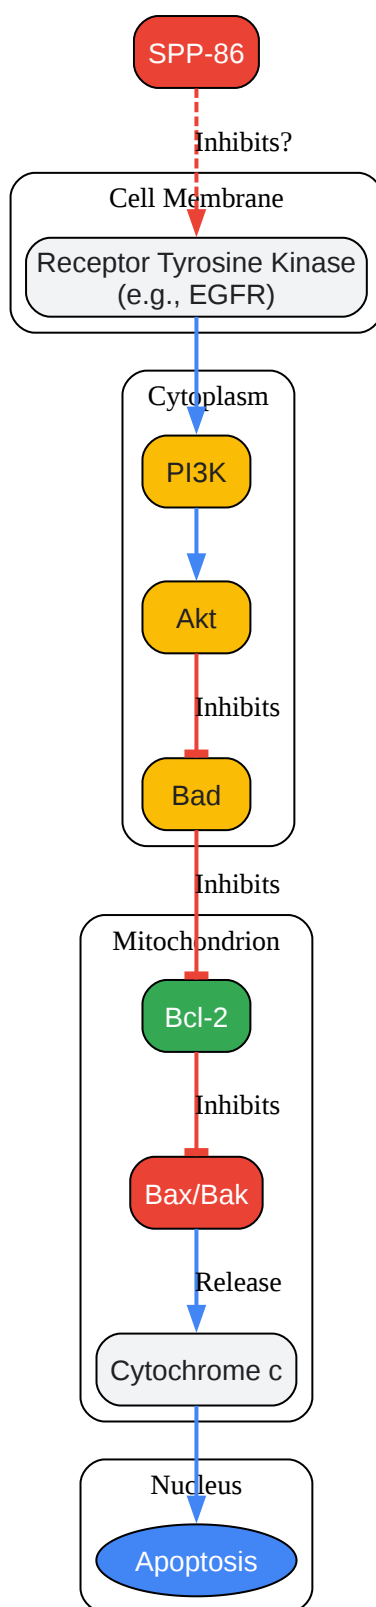 SPP-86
Inhibits?
Cell Membrane
Receptor Tyrosine Kinase
(e.g., EGFR)
Cytoplasm
PI3K
Akt
Inhibits
Bad
Inhibits
Mitochondrion
Bcl-2
Inhibits
Bax/Bak
Release
Cytochrome c
Nucleus
Apoptosis